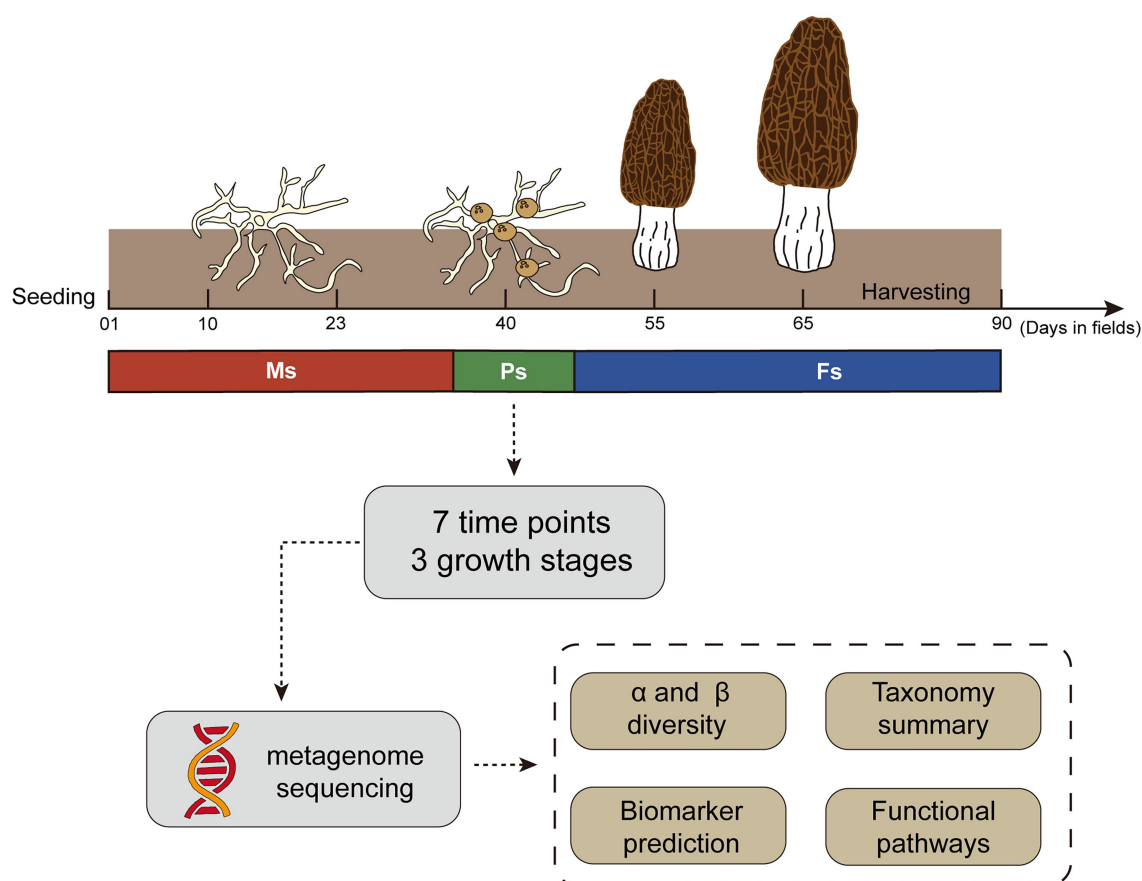 Seeding
Harvesting
01 10 23 40 55 65 90 (Days in fields)
Ms Ps Fs
7 time points
3 growth stages
metagenome
sequencing
α and β
diversity
Taxonomy
summary
Biomarker
prediction
Functional
pathways